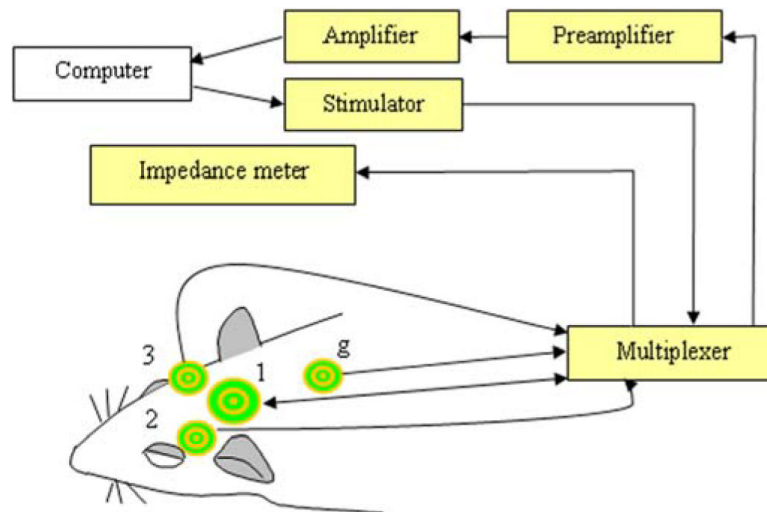 Amplifier
Preamplifier
Computer
Stimulator
Impedance meter
Multiplexer
3
1
g
2